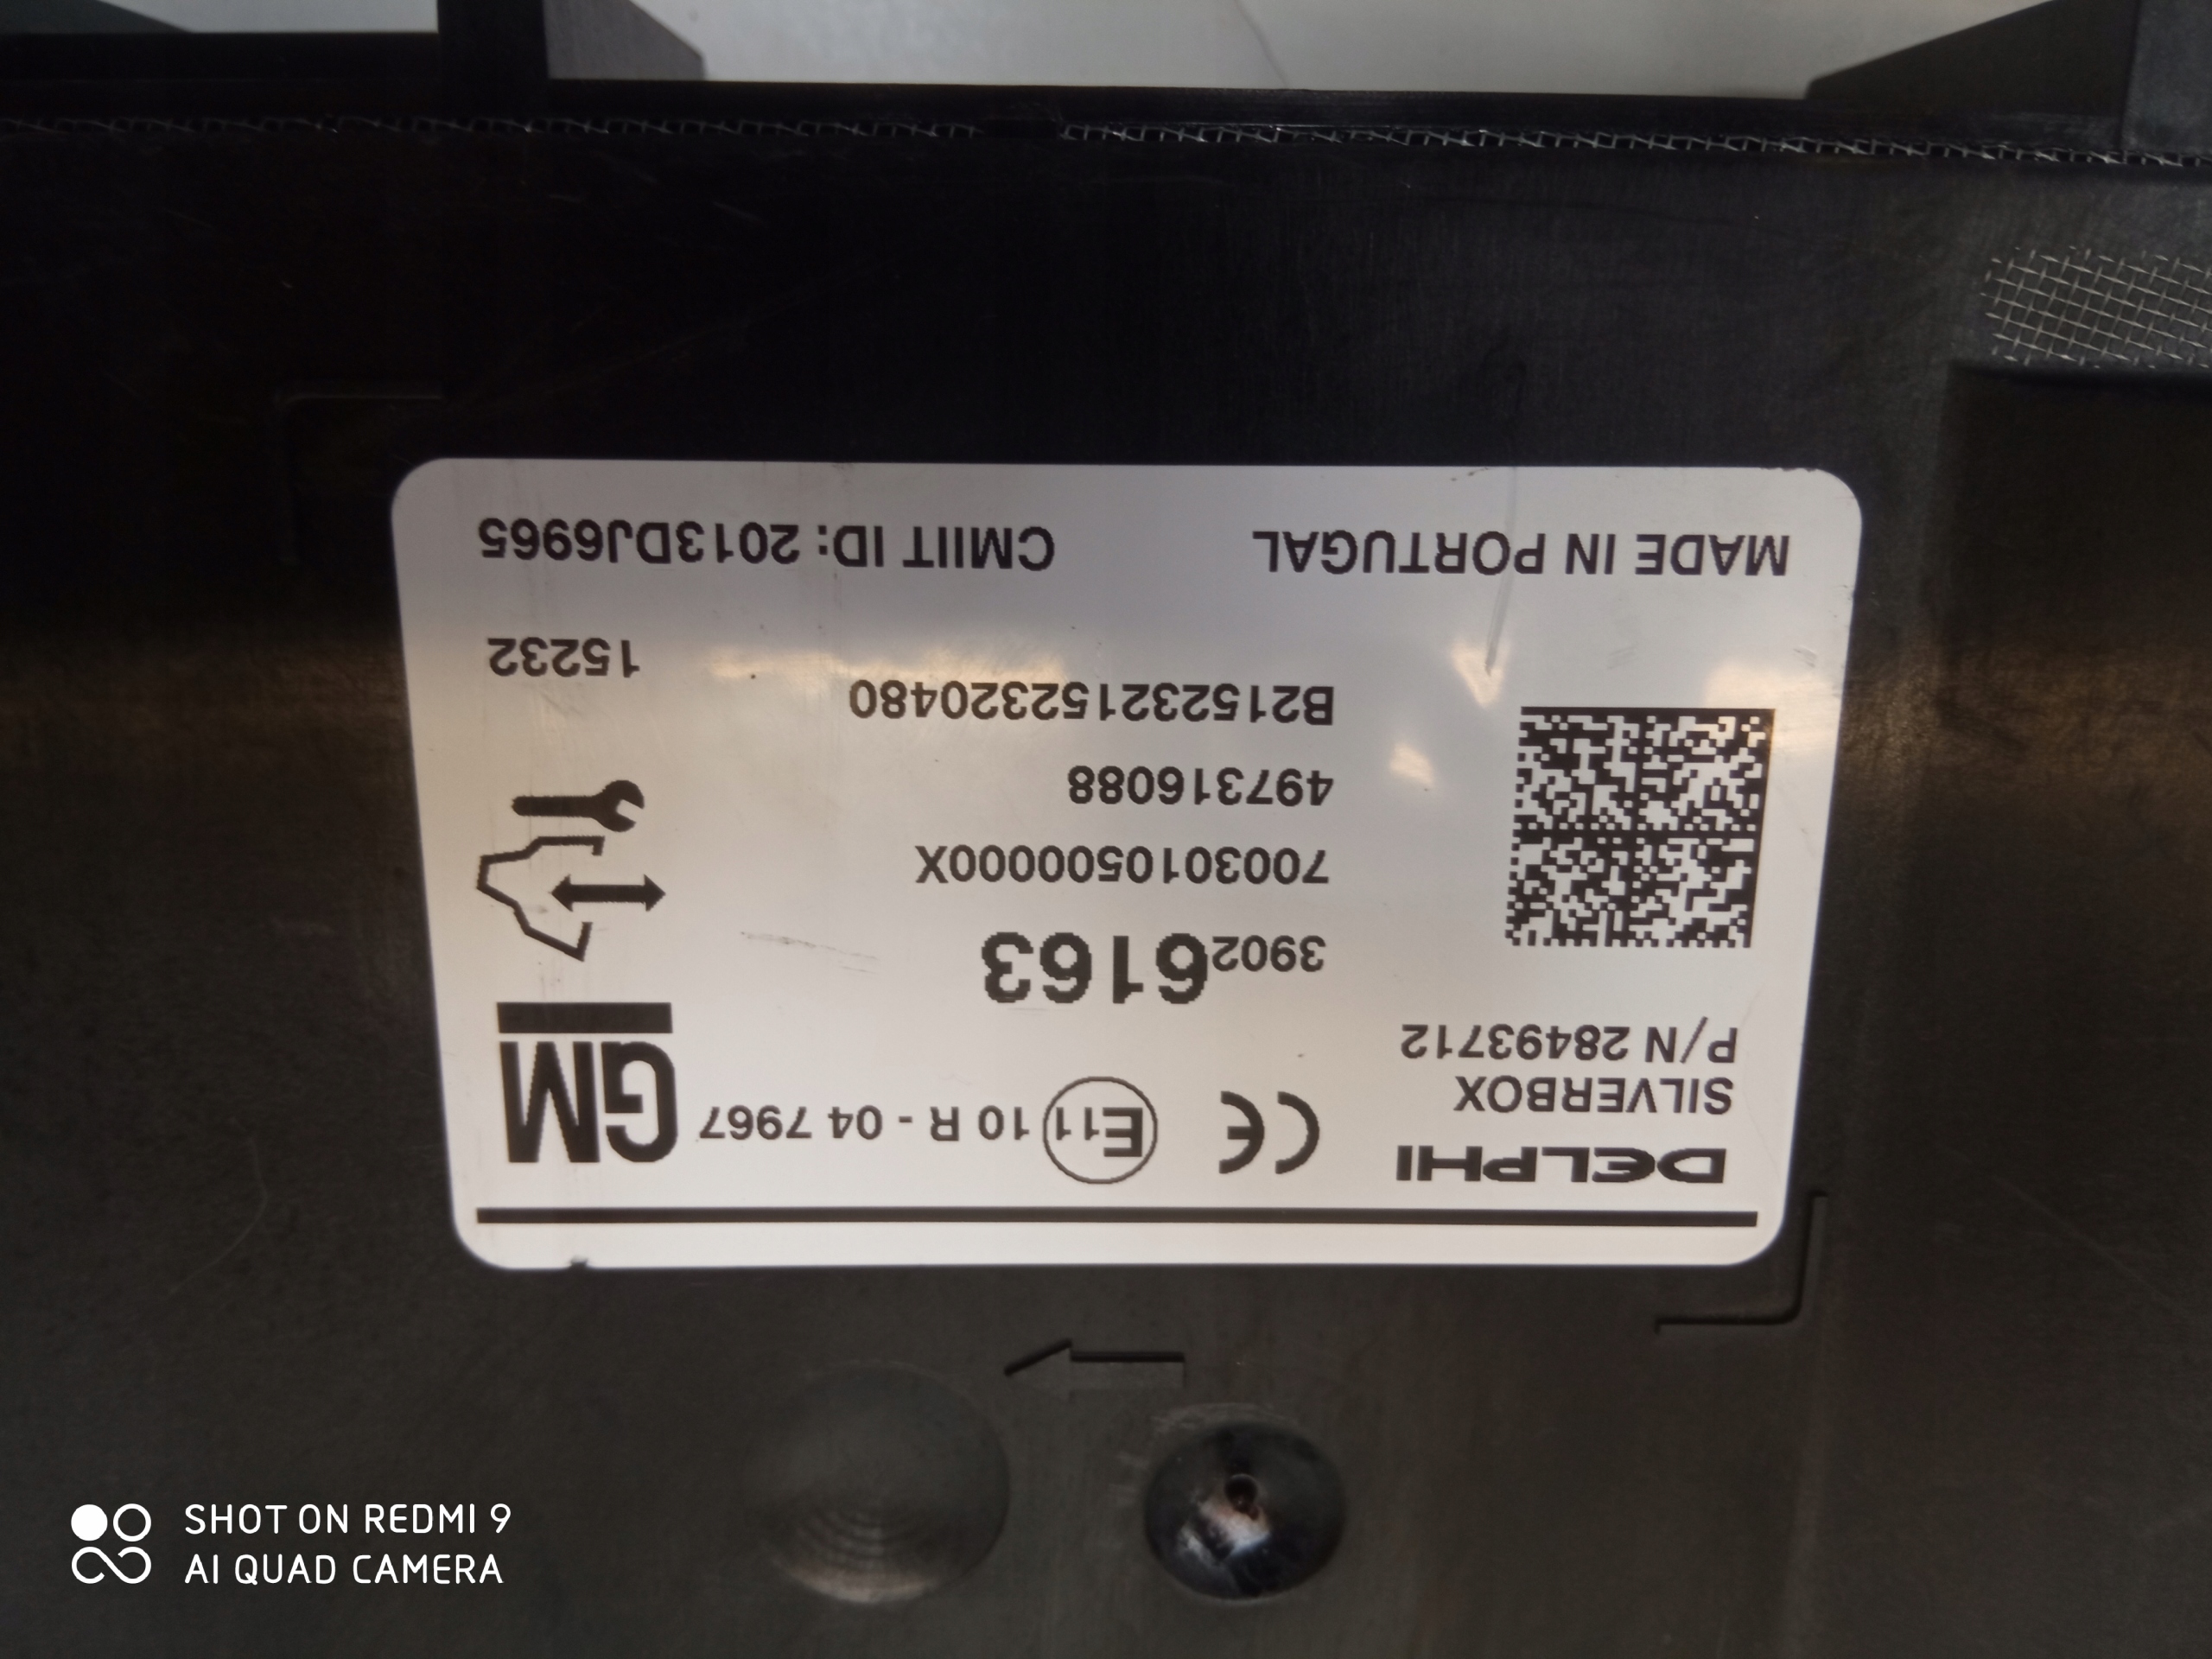 DELPHI
SILVERBOX
P/N 28493712
CE E11 10 R - 04 7967
GM
39026163
7003010500000X
497316088
B215232152320480
15232
MADE IN PORTUGAL
CMIIT ID: 2013DJ6965
SHOT ON REDMI 9
AI QUAD CAMERA